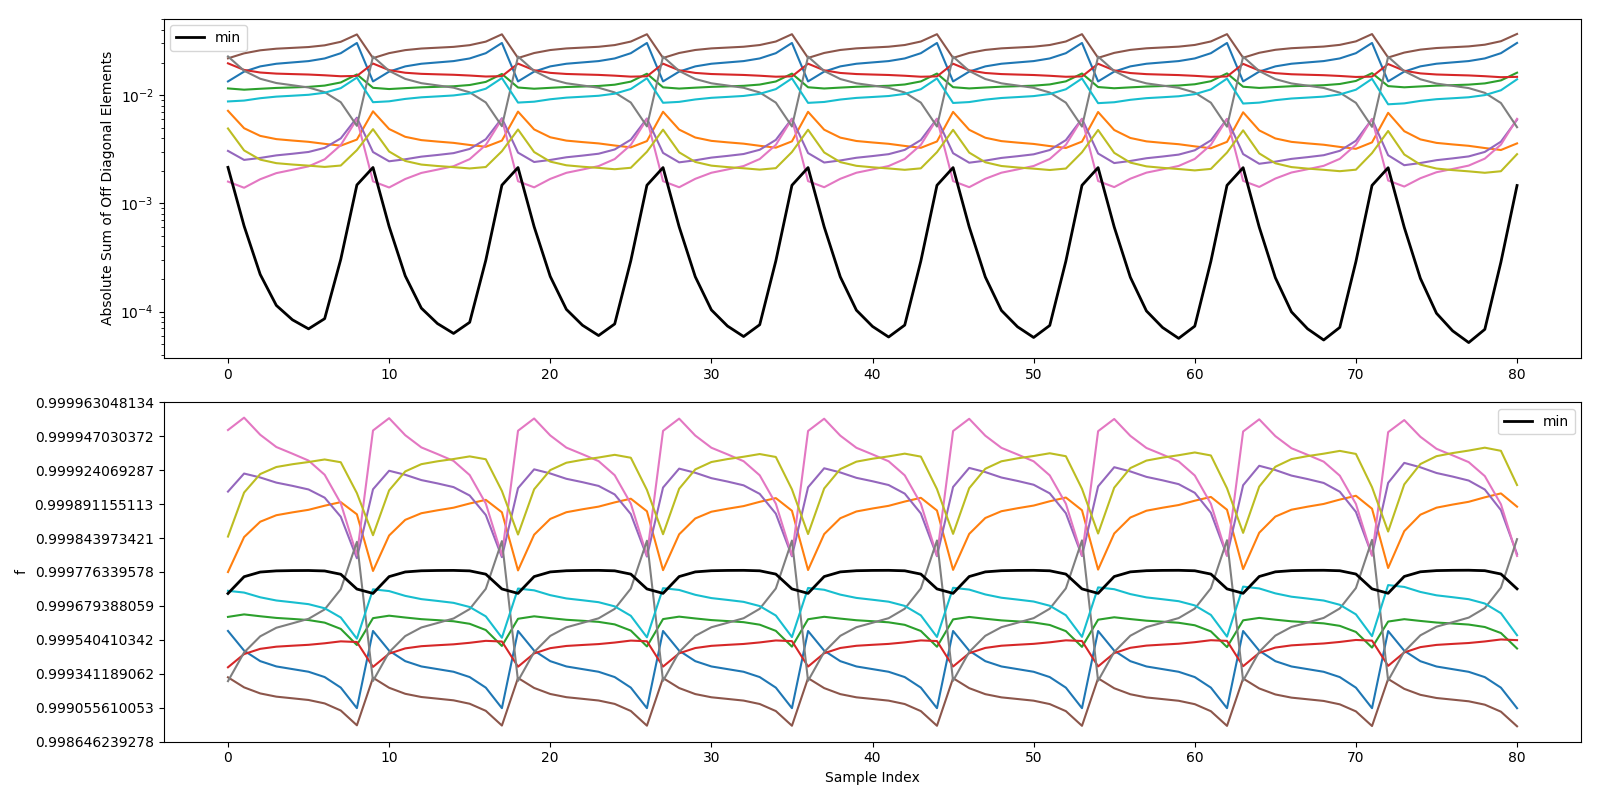 Absolute Sum of Off Diagonal Elements
min
10^−2
10^−3
10^−4
0 10 20 30 40 50 60 70 80
f
min
0.999963048134
0.999947030372
0.999924069287
0.999891155113
0.999843973421
0.999776339578
0.999679388059
0.999540410342
0.999341189062
0.999055610053
0.998646239278
0 10 20 30 40 50 60 70 80
Sample Index